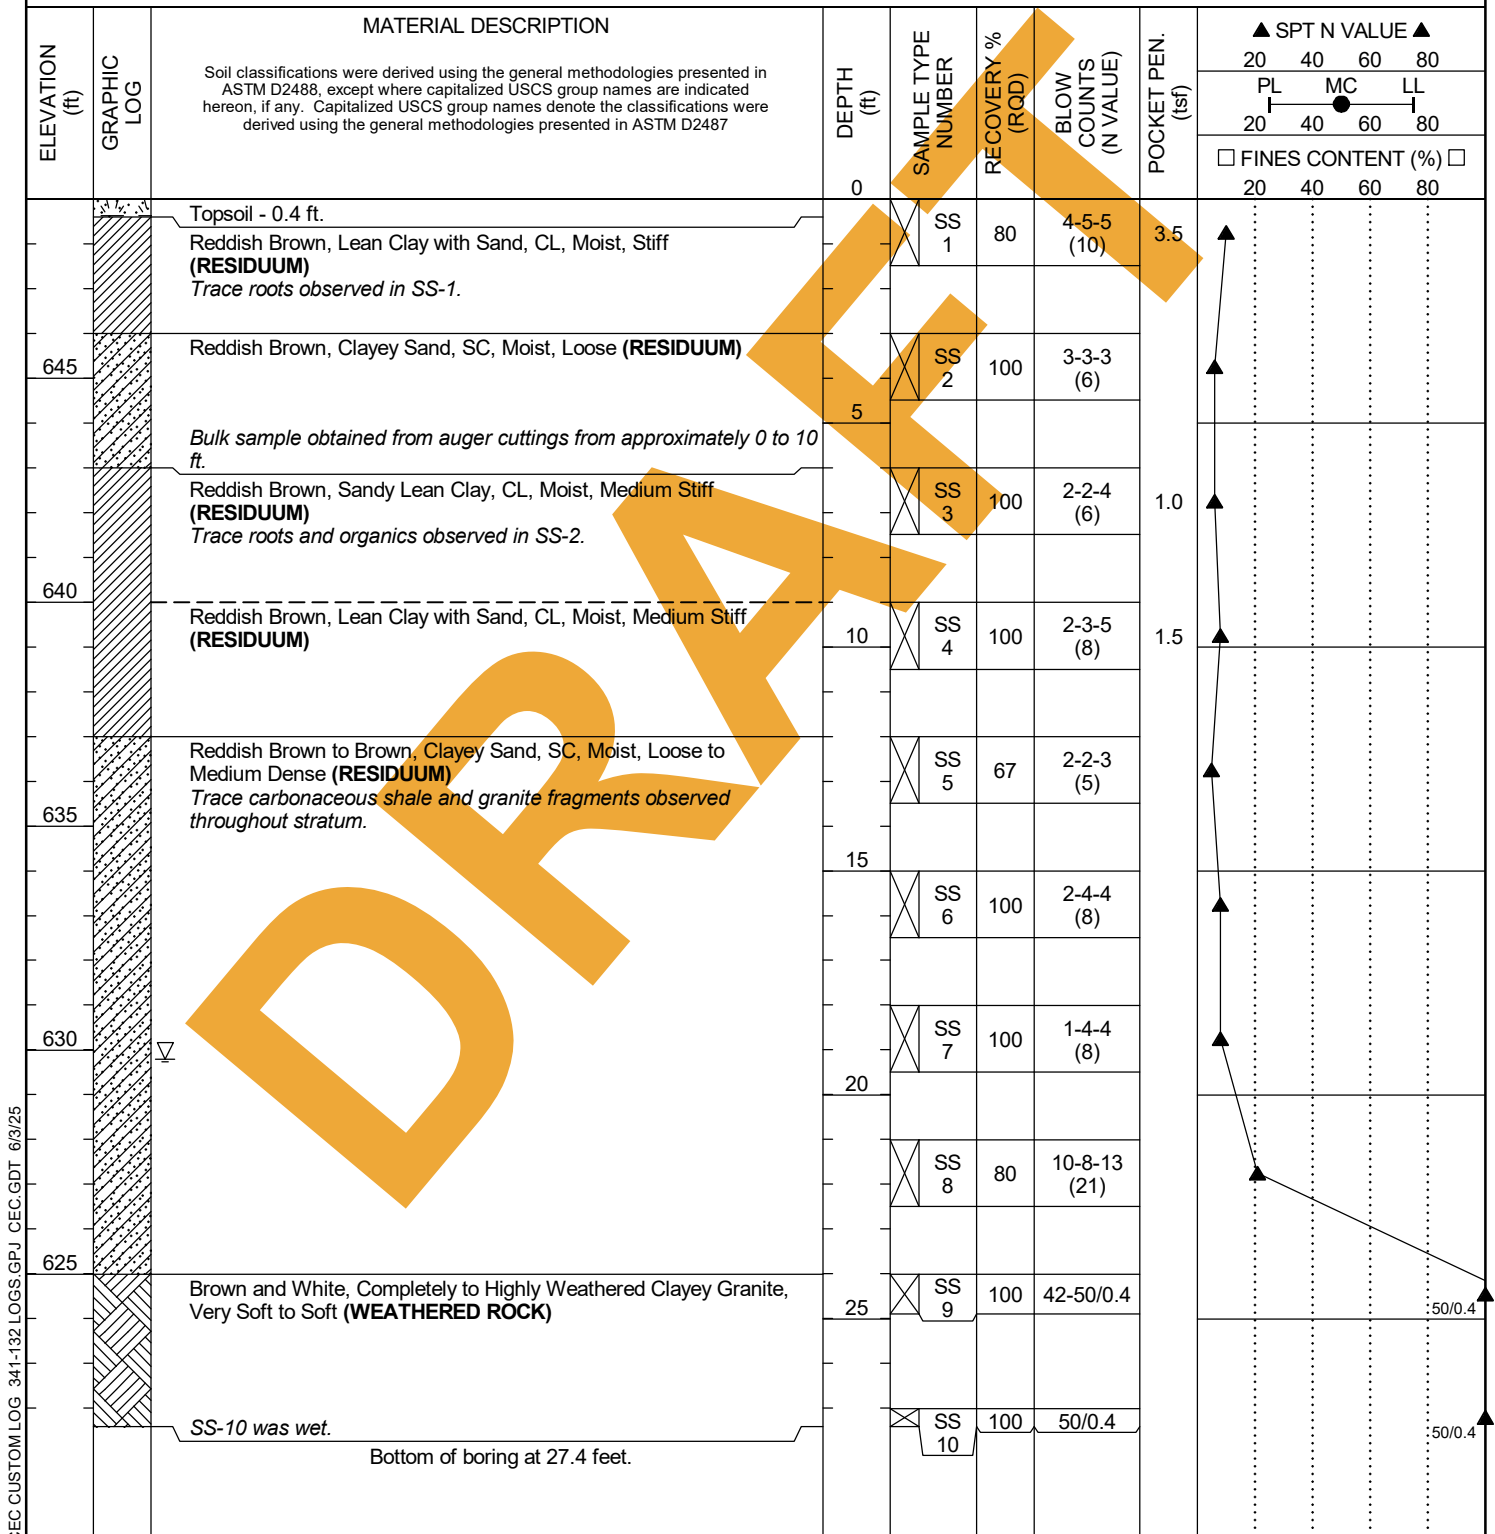 ELEVATION
(ft)
GRAPHIC
LOG
MATERIAL DESCRIPTION
Soil classifications were derived using the general methodologies presented in
ASTM D2488, except where capitalized USCS group names are indicated
hereon, if any. Capitalized USCS group names denote the classifications were
derived using the general methodologies presented in ASTM D2487
DEPTH
(ft)
SAMPLE TYPE
NUMBER
RECOVERY %
(RQD)
BLOW
COUNTS
(N VALUE)
POCKET PEN.
(tsf)
▲ SPT N VALUE ▲
20 40 60 80
PL MC LL
20 40 60 80
□ FINES CONTENT (%) □
20 40 60 80
0
Topsoil - 0.4 ft.
Reddish Brown, Lean Clay with Sand, CL, Moist, Stiff
(RESIDUUM)
Trace roots observed in SS-1.
SS
1
80
4-5-5
(10)
3.5
Reddish Brown, Clayey Sand, SC, Moist, Loose (RESIDUUM)
645
SS
2
100
3-3-3
(6)
5
Bulk sample obtained from auger cuttings from approximately 0 to 10
ft.
Reddish Brown, Sandy Lean Clay, CL, Moist, Medium Stiff
(RESIDUUM)
Trace roots and organics observed in SS-2.
SS
3
100
2-2-4
(6)
1.0
640
Reddish Brown, Lean Clay with Sand, CL, Moist, Medium Stiff
(RESIDUUM)
10
SS
4
100
2-3-5
(8)
1.5
Reddish Brown to Brown, Clayey Sand, SC, Moist, Loose to
Medium Dense (RESIDUUM)
Trace carbonaceous shale and granite fragments observed
throughout stratum.
SS
5
67
2-2-3
(5)
635
15
SS
6
100
2-4-4
(8)
630
SS
7
100
1-4-4
(8)
20
SS
8
80
10-8-13
(21)
625
Brown and White, Completely to Highly Weathered Clayey Granite,
Very Soft to Soft (WEATHERED ROCK)
25
SS
9
100
42-50/0.4
50/0.4
SS-10 was wet.
SS
10
100
50/0.4
50/0.4
Bottom of boring at 27.4 feet.
CEC CUSTOM LOG 341-132 LOGS.GPJ CEC.GDT 6/3/25
DRAFT